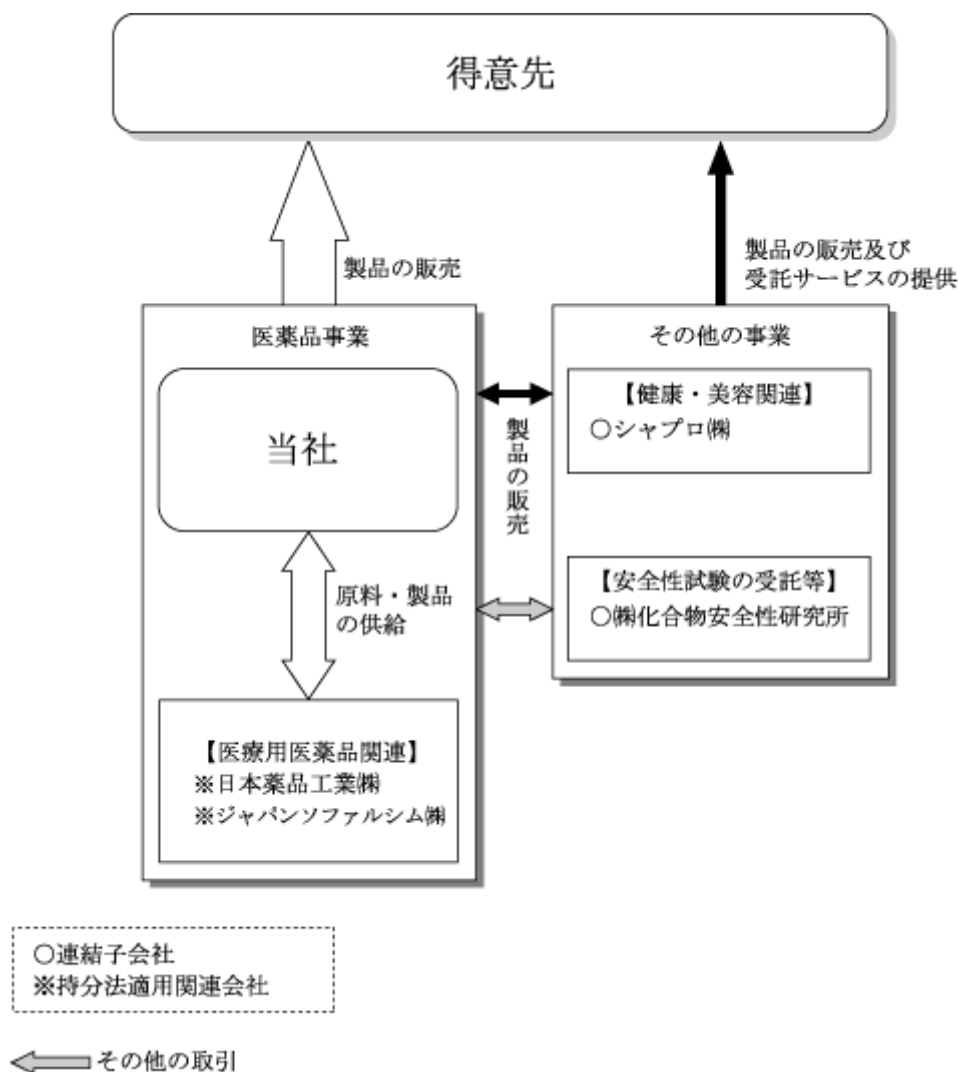 得意先
製品の販売
製品の販売及び
受託サービスの提供
医薬品事業
当社
原料・製品
の供給
【医療用医薬品関連】
※日本薬品工業㈱
※ジャパンソファルシム㈱
製品の販売
その他の事業
【健康・美容関連】
○シャプロ㈱
【安全性試験の受託等】
○㈱化合物安全性研究所
○連結子会社
※持分法適用関連会社
その他の取引